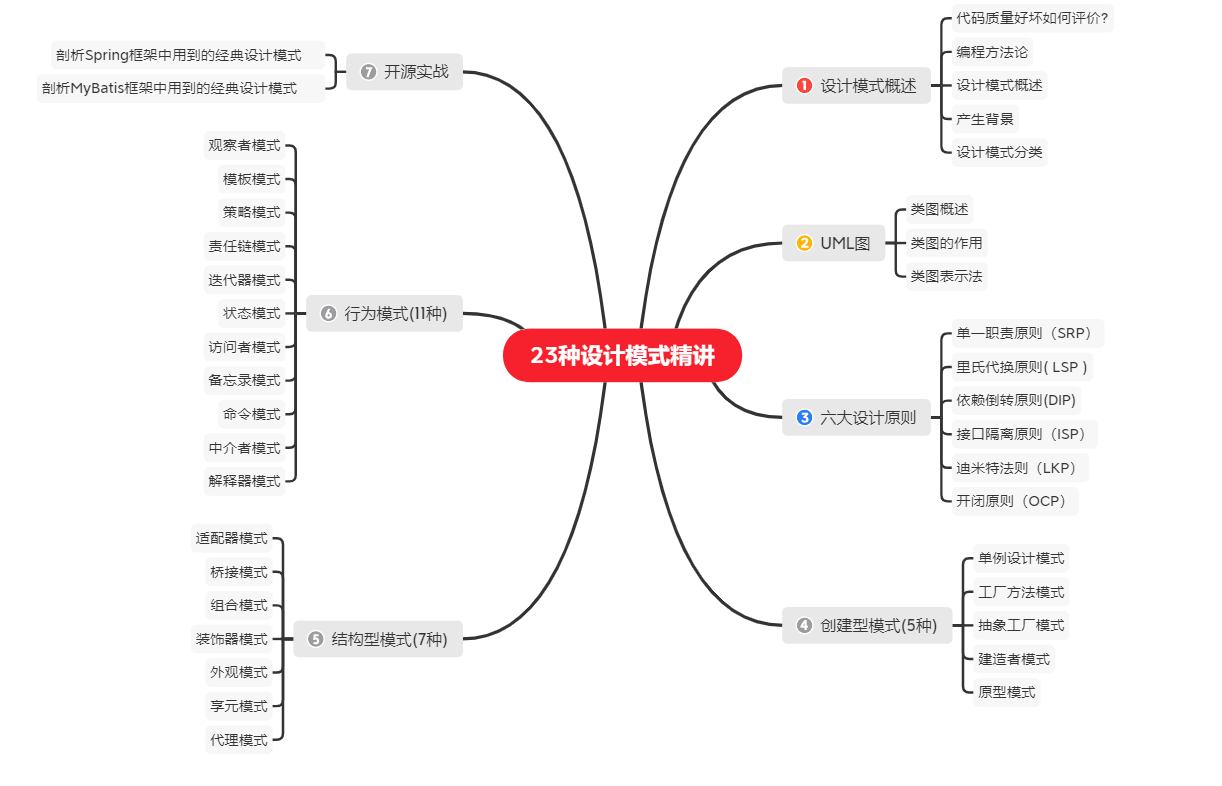 23种设计模式精讲
1 设计模式概述
代码质量好坏如何评价?
编程方法论
设计模式概述
产生背景
设计模式分类
2 UML图
类图概述
类图的作用
类图表示法
3 六大设计原则
单一职责原则（SRP）
里氏代换原则( LSP )
依赖倒转原则(DIP)
接口隔离原则（ISP）
迪米特法则（LKP）
开闭原则（OCP）
4 创建型模式(5种)
单例设计模式
工厂方法模式
抽象工厂模式
建造者模式
原型模式
5 结构型模式(7种)
适配器模式
桥接模式
组合模式
装饰器模式
外观模式
享元模式
代理模式
6 行为模式(11种)
观察者模式
模板模式
策略模式
责任链模式
迭代器模式
状态模式
访问者模式
备忘录模式
命令模式
中介者模式
解释器模式
7 开源实战
剖析Spring框架中用到的经典设计模式
剖析MyBatis框架中用到的经典设计模式